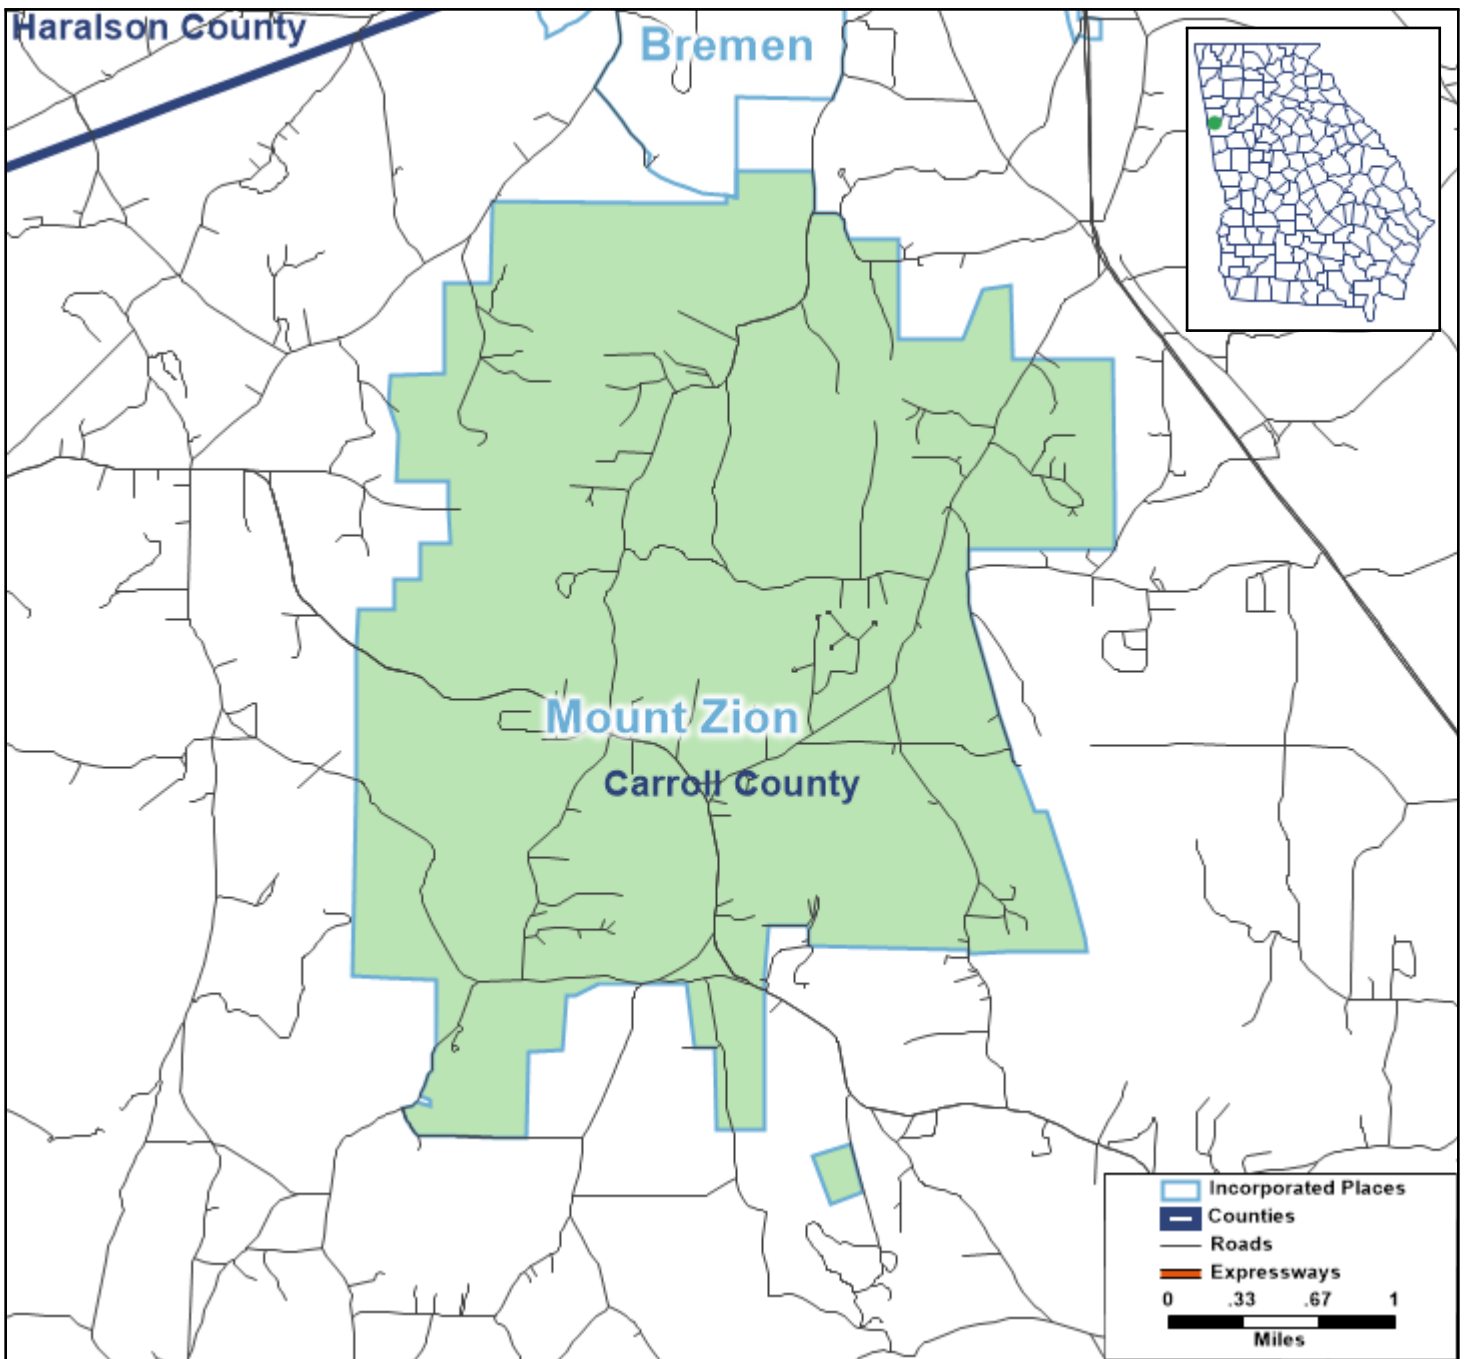 Haralson County
Bremen
Mount Zion
Carroll County
Incorporated Places
Counties
Roads
Expressways
0 .33 .67 1
Miles